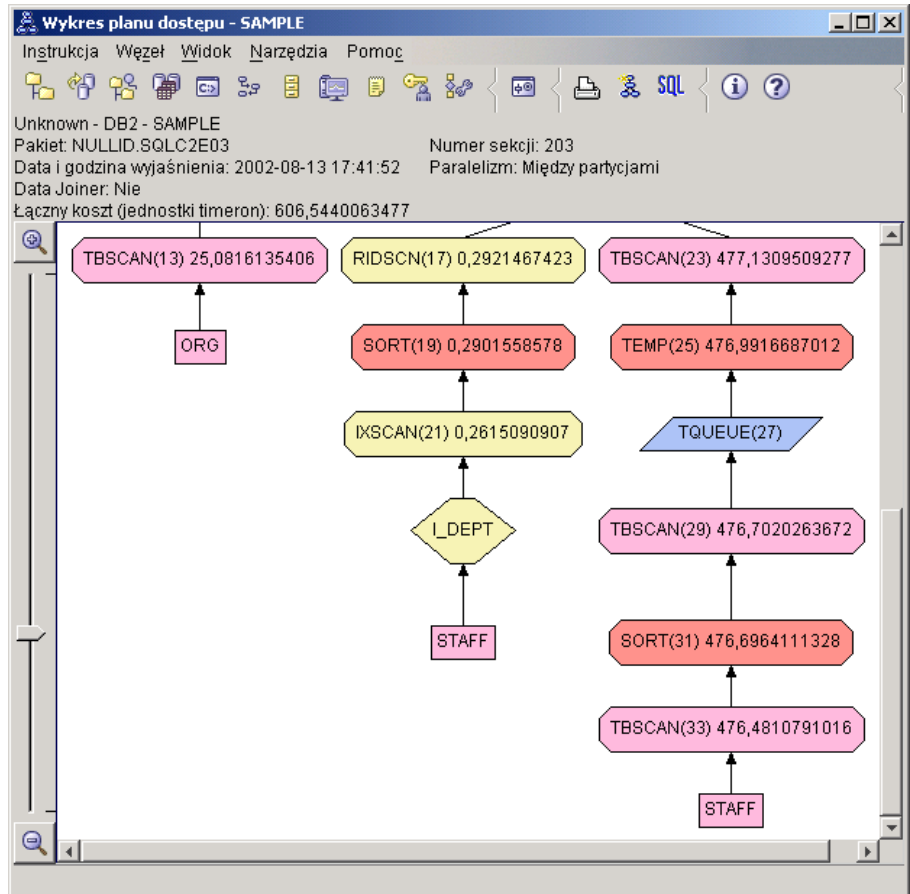 Wykres planu dostępu - SAMPLE
Instrukcja Węzeł Widok Narzędzia Pomoc
SQL
Unknown - DB2 - SAMPLE
Pakiet: NULLID.SQLC2E03 Numer sekcji: 203
Data i godzina wyjaśnienia: 2002-08-13 17:41:52 Paralelizm: Między partycjami
Data Joiner: Nie
Łączny koszt (jednostki timeron): 606,5440063477
TBSCAN(13) 25,0816135406 RIDSCN(17) 0,2921467423 TBSCAN(23) 477,1309509277
ORG SORT(19) 0,2901558578 TEMP(25) 476,9916687012
IXSCAN(21) 0,2615090907 TQUEUE(27)
I_DEPT TBSCAN(29) 476,7020263672
STAFF SORT(31) 476,6964111328
TBSCAN(33) 476,4810791016
STAFF